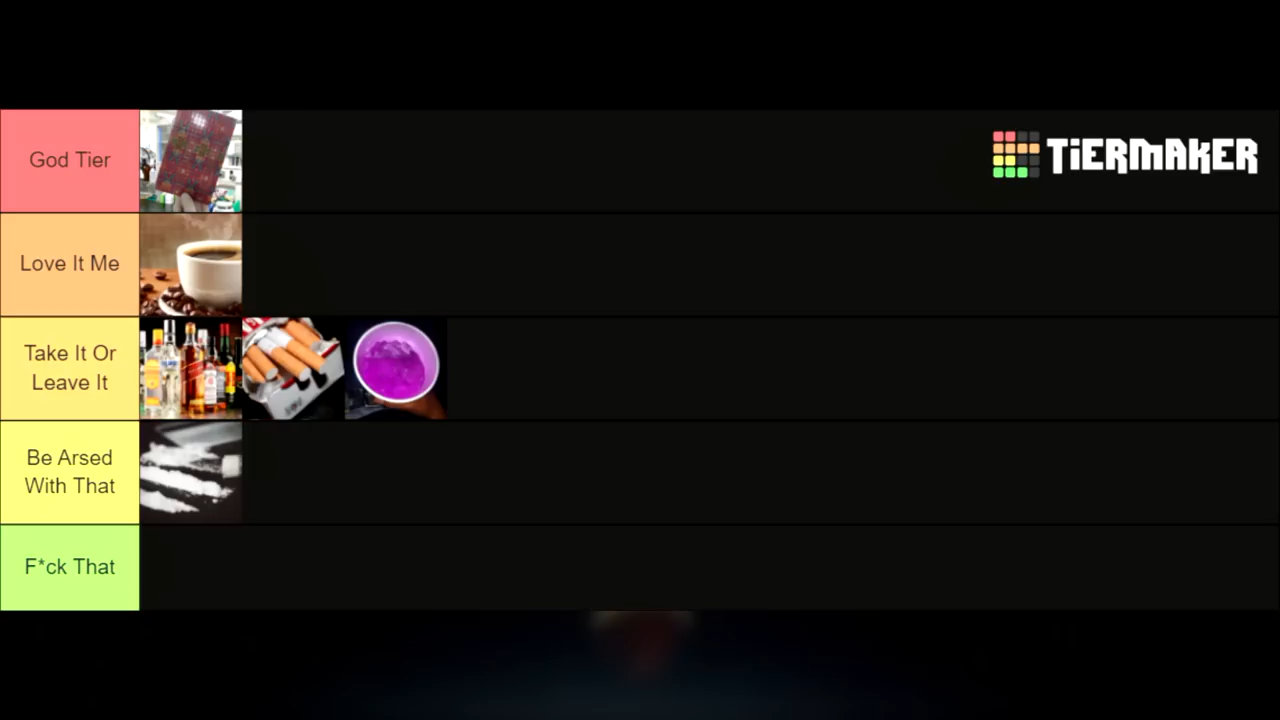 God Tier
TiERMAKER
Love It Me
Take It Or
Leave It
Be Arsed
With That
F*ck That